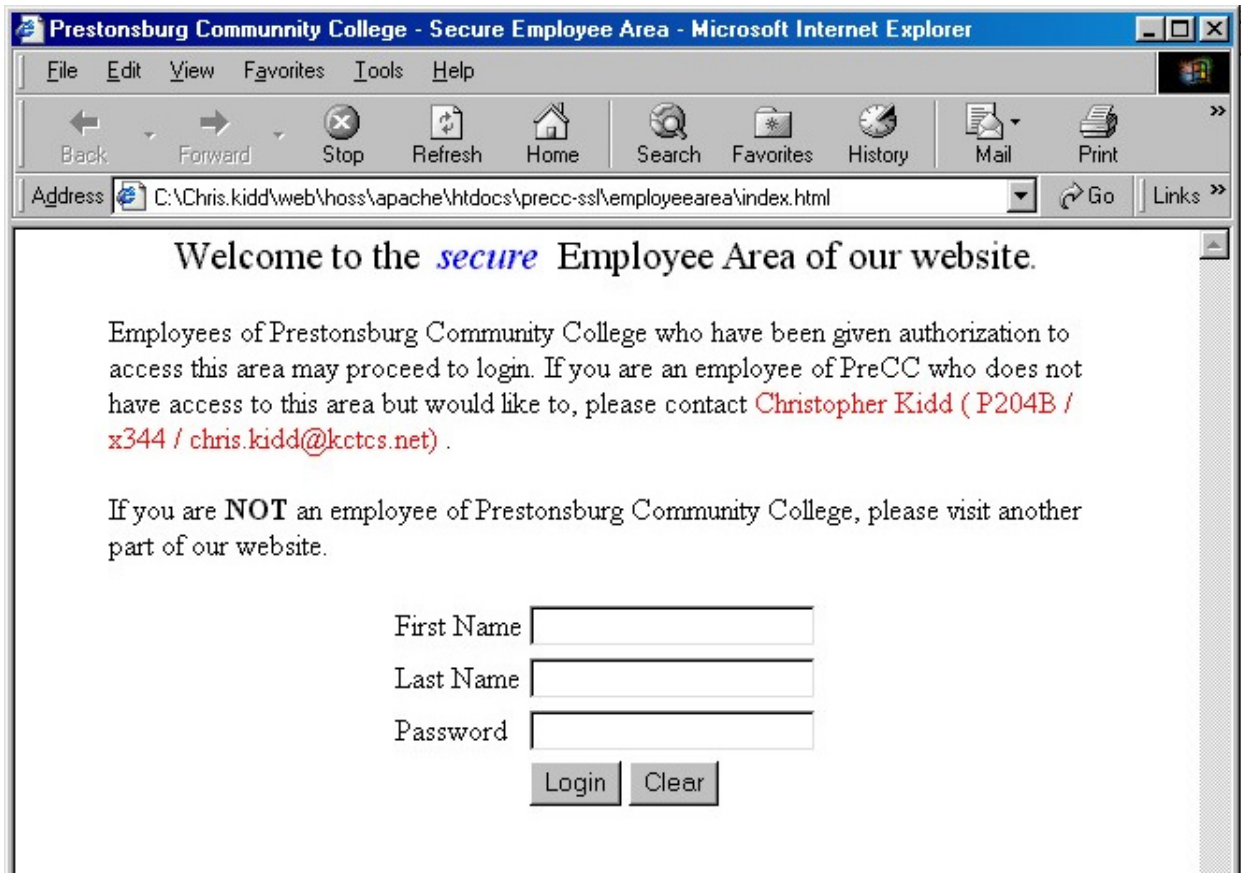 Prestonsburg Communnity College - Secure Employee Area - Microsoft Internet Explorer
File Edit View Favorites Tools Help
Back Forward Stop Refresh Home Search Favorites History Mail Print »
Address C:\Chris.kidd\web\hoss\apache\htdocs\precc-ssl\employeearea\index.html Go Links »
Welcome to the secure Employee Area of our website.
Employees of Prestonsburg Community College who have been given authorization to
access this area may proceed to login. If you are an employee of PreCC who does not
have access to this area but would like to, please contact Christopher Kidd ( P204B /
x344 / chris.kidd@kctcs.net) .
If you are NOT an employee of Prestonsburg Community College, please visit another
part of our website.
First Name
Last Name
Password
Login Clear